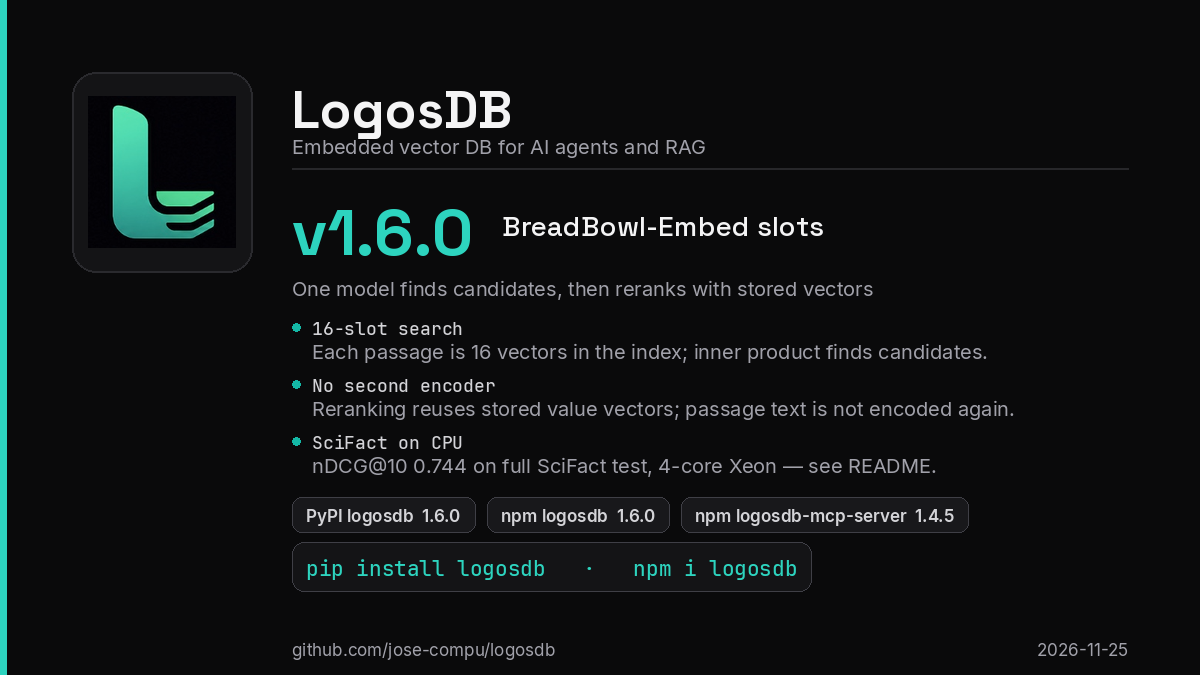 LogosDB
Embedded vector DB for AI agents and RAG
v1.6.0 BreadBowl-Embed slots
One model finds candidates, then reranks with stored vectors
16-slot search
Each passage is 16 vectors in the index; inner product finds candidates.
No second encoder
Reranking reuses stored value vectors; passage text is not encoded again.
SciFact on CPU
nDCG@10 0.744 on full SciFact test, 4-core Xeon — see README.
PyPI logosdb 1.6.0 npm logosdb 1.6.0 npm logosdb-mcp-server 1.4.5
pip install logosdb · npm i logosdb
github.com/jose-compu/logosdb 2026-11-25